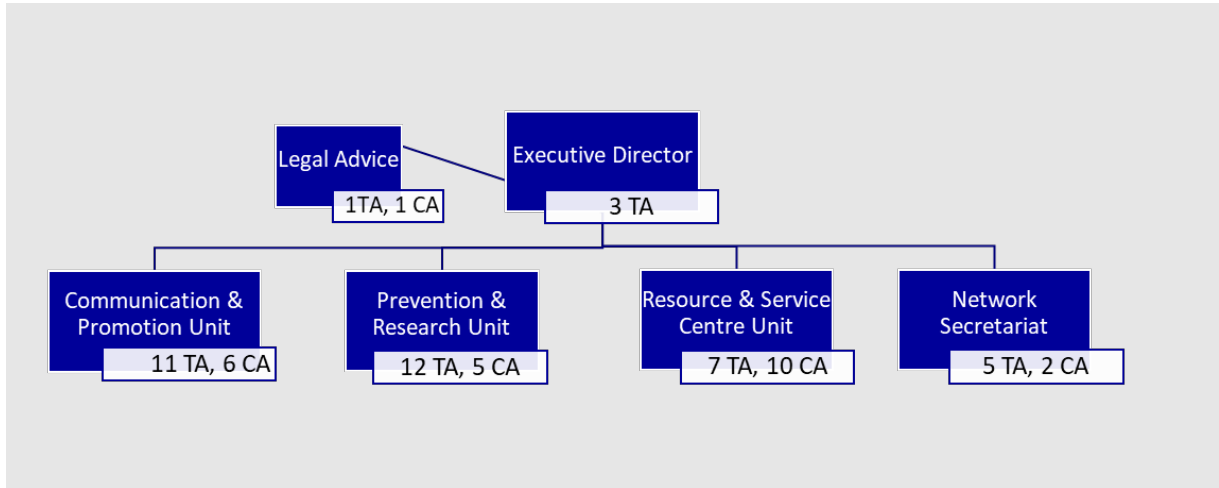 Legal Advice
1TA, 1 CA
Executive Director
3 TA
Communication &
Promotion Unit
11 TA, 6 CA
Prevention &
Research Unit
12 TA, 5 CA
Resource & Service
Centre Unit
7 TA, 10 CA
Network
Secretariat
5 TA, 2 CA